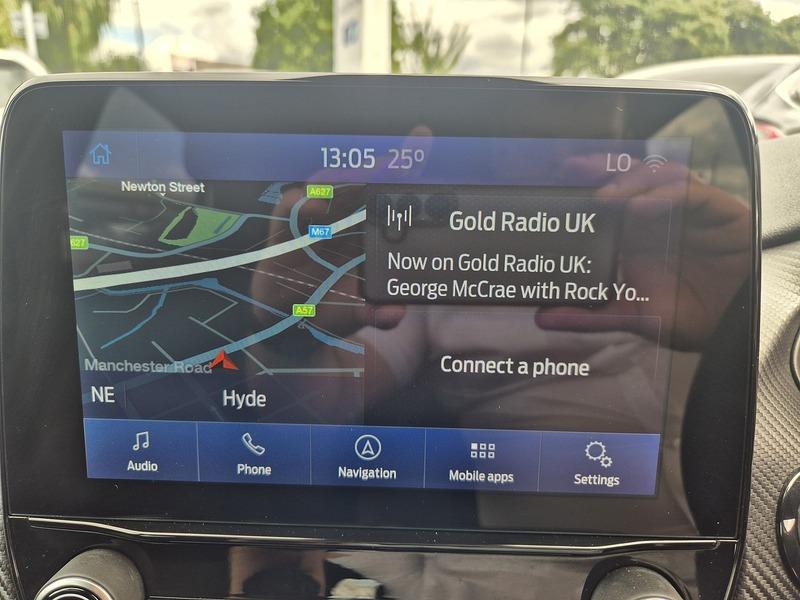 13:05 25º LO
Newton Street
A627
M67
627
A57
Manchester Road
NE
Hyde
Gold Radio UK
Now on Gold Radio UK:
George McCrae with Rock Yo...
Connect a phone
Audio
Phone
Navigation
Mobile apps
Settings